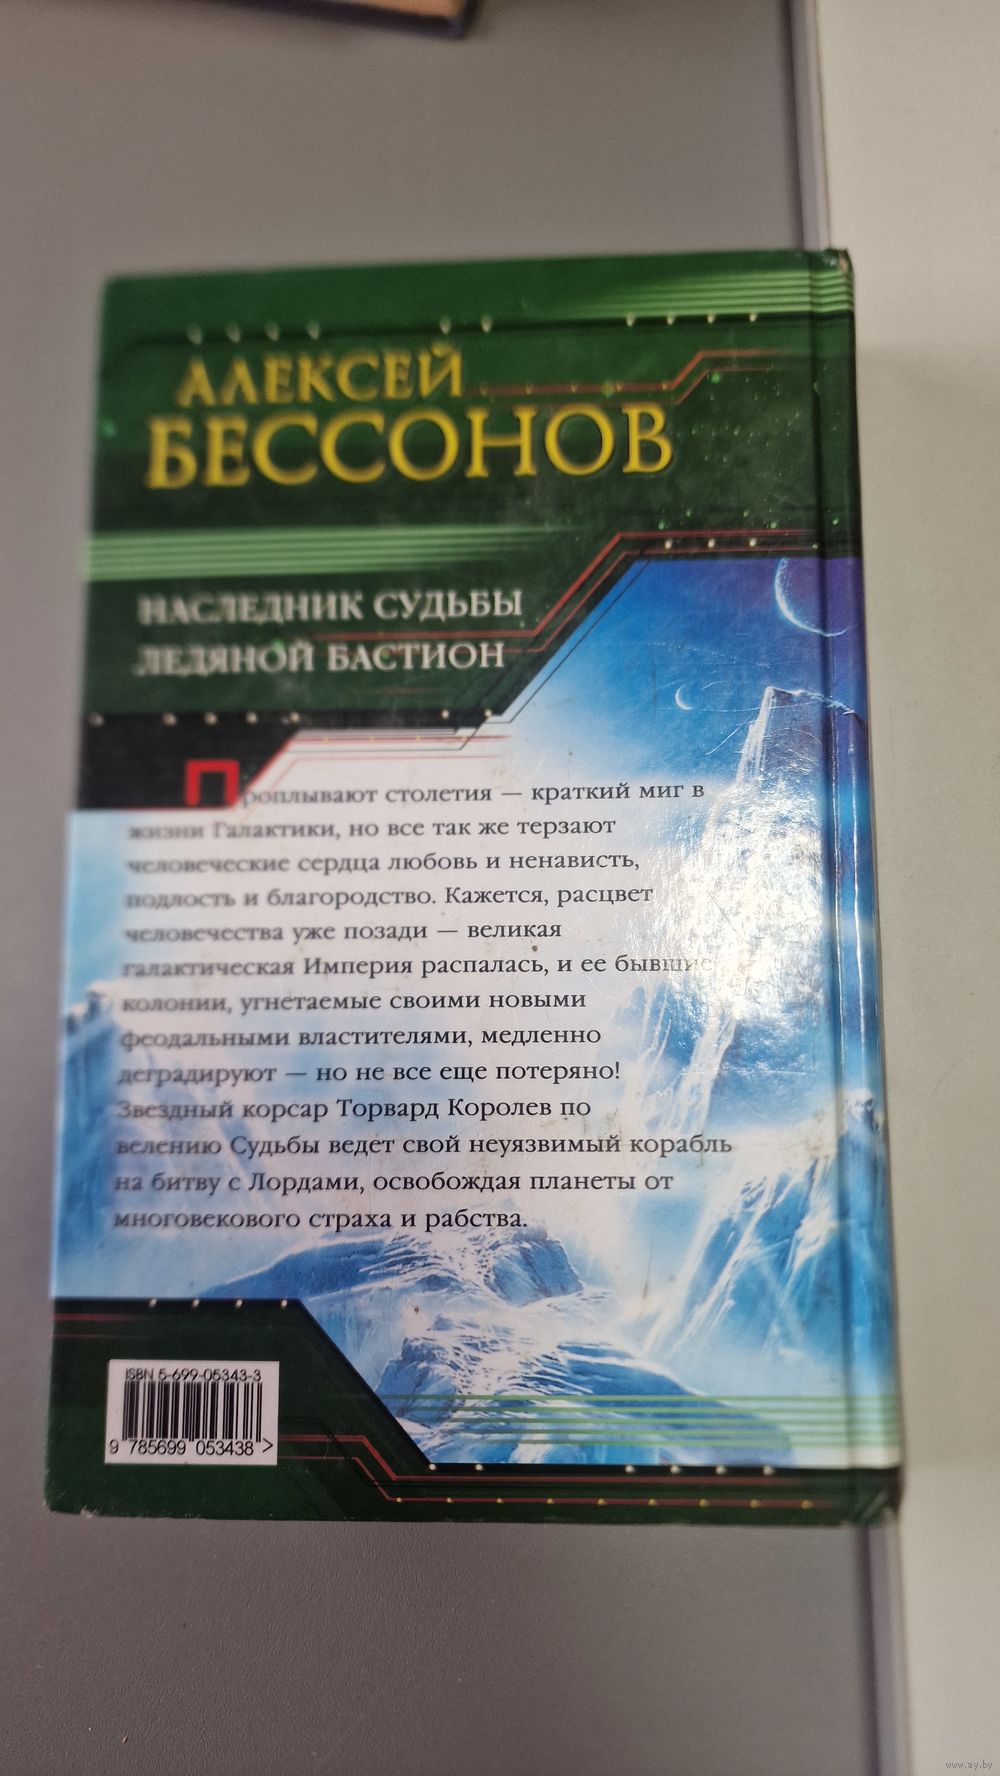 АЛЕКСЕЙ
БЕССОНОВ
НАСЛЕДНИК СУДЬБЫ
ЛЕДЯНОЙ БАСТИОН
Проплывают столетия — краткий миг в
жизни Галактики, но все так же терзают
человеческие сердца любовь и ненависть,
подлость и благородство. Кажется, расцвет
человечества уже позади — великая
галактическая Империя распалась, и ее бывшие
колонии, угнетаемые своими новыми
феодальными властителями, медленно
деградируют — но не все еще потеряно!
Звездный корсар Торвард Королев по
велению Судьбы ведет свой неуязвимый корабль
на битву с Лордами, освобождая планеты от
многовекового страха и рабства.
ISBN 5-699-05343-3
9 785699 053438 >
www.ay.by